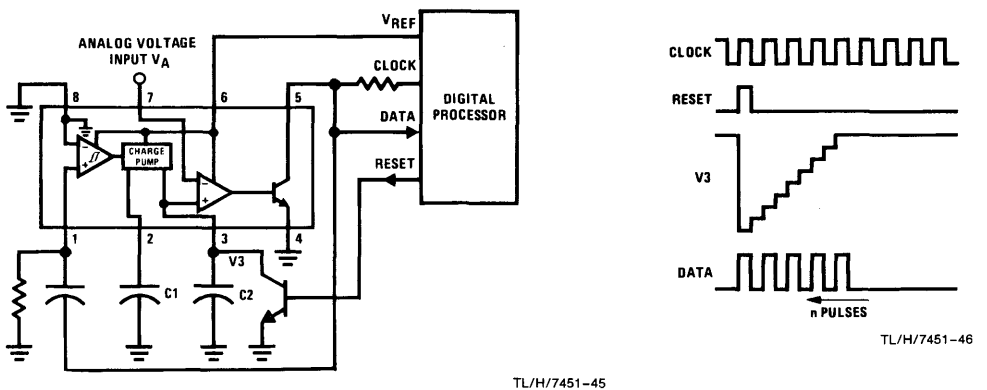 ANALOG VOLTAGE
INPUT VA
VREF
CLOCK
DATA
RESET
DIGITAL
PROCESSOR
8
7
6
5
CHARGE
PUMP
−
+
−
+
1
2
3
4
V3
C1
C2
TL/H/7451–45
CLOCK
RESET
V3
DATA
n PULSES
TL/H/7451–46